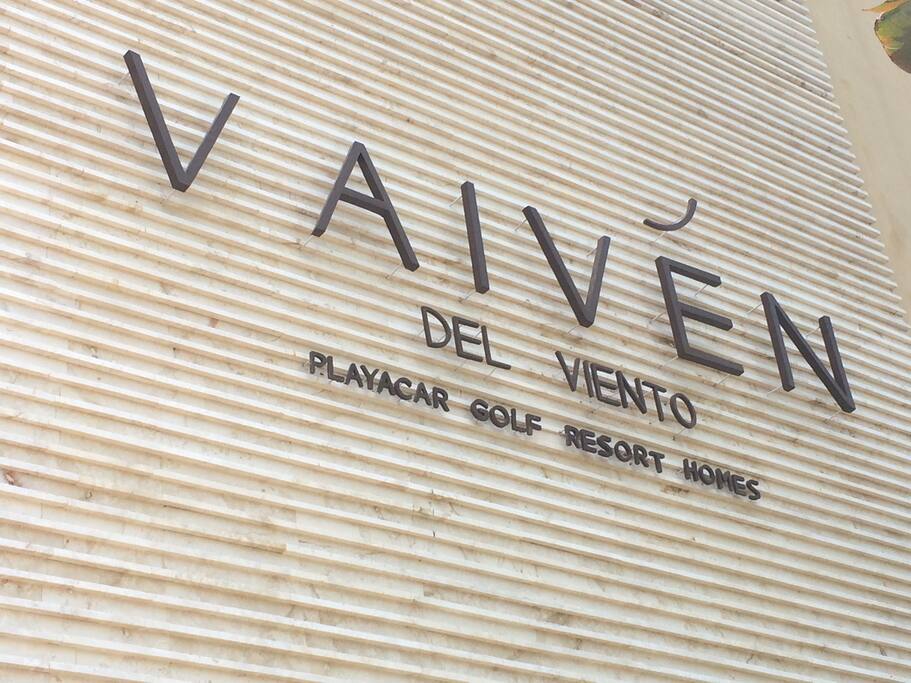 VAIVÉN
DEL VIENTO
PLAYACAR GOLF RESORT HOMES